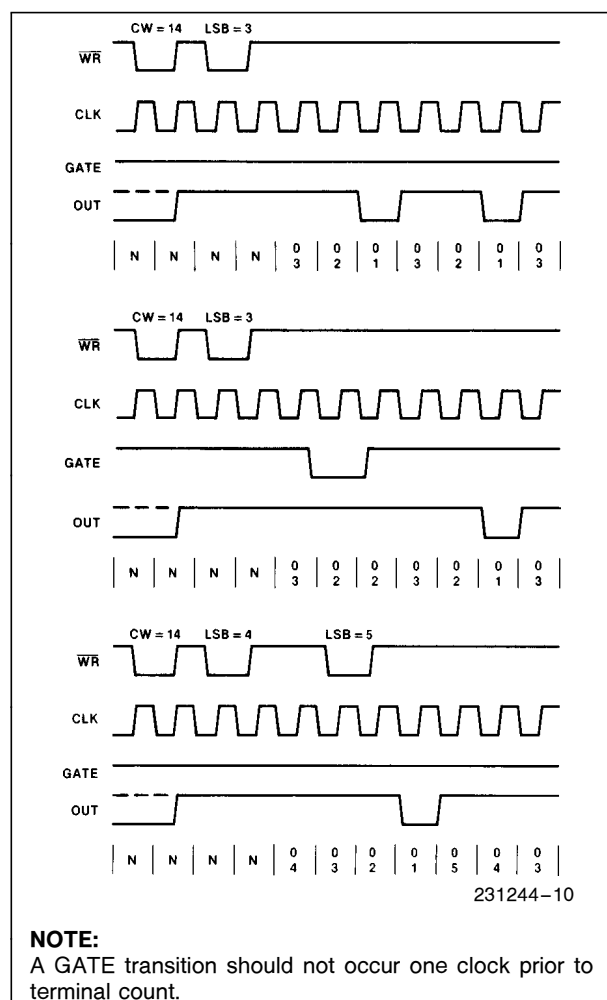 CW = 14 LSB = 3
WR
CLK
GATE
OUT
N N N N 0 0 0 0 0 0 0
3 2 1 3 2 1 3
CW = 14 LSB = 3
WR
CLK
GATE
OUT
N N N N 0 0 0 0 0 0 0
3 2 2 3 2 1 3
CW = 14 LSB = 4 LSB = 5
WR
CLK
GATE
OUT
N N N N 0 0 0 0 0 0 0
4 3 2 1 5 4 3
231244–10
NOTE:
A GATE transition should not occur one clock prior to
terminal count.